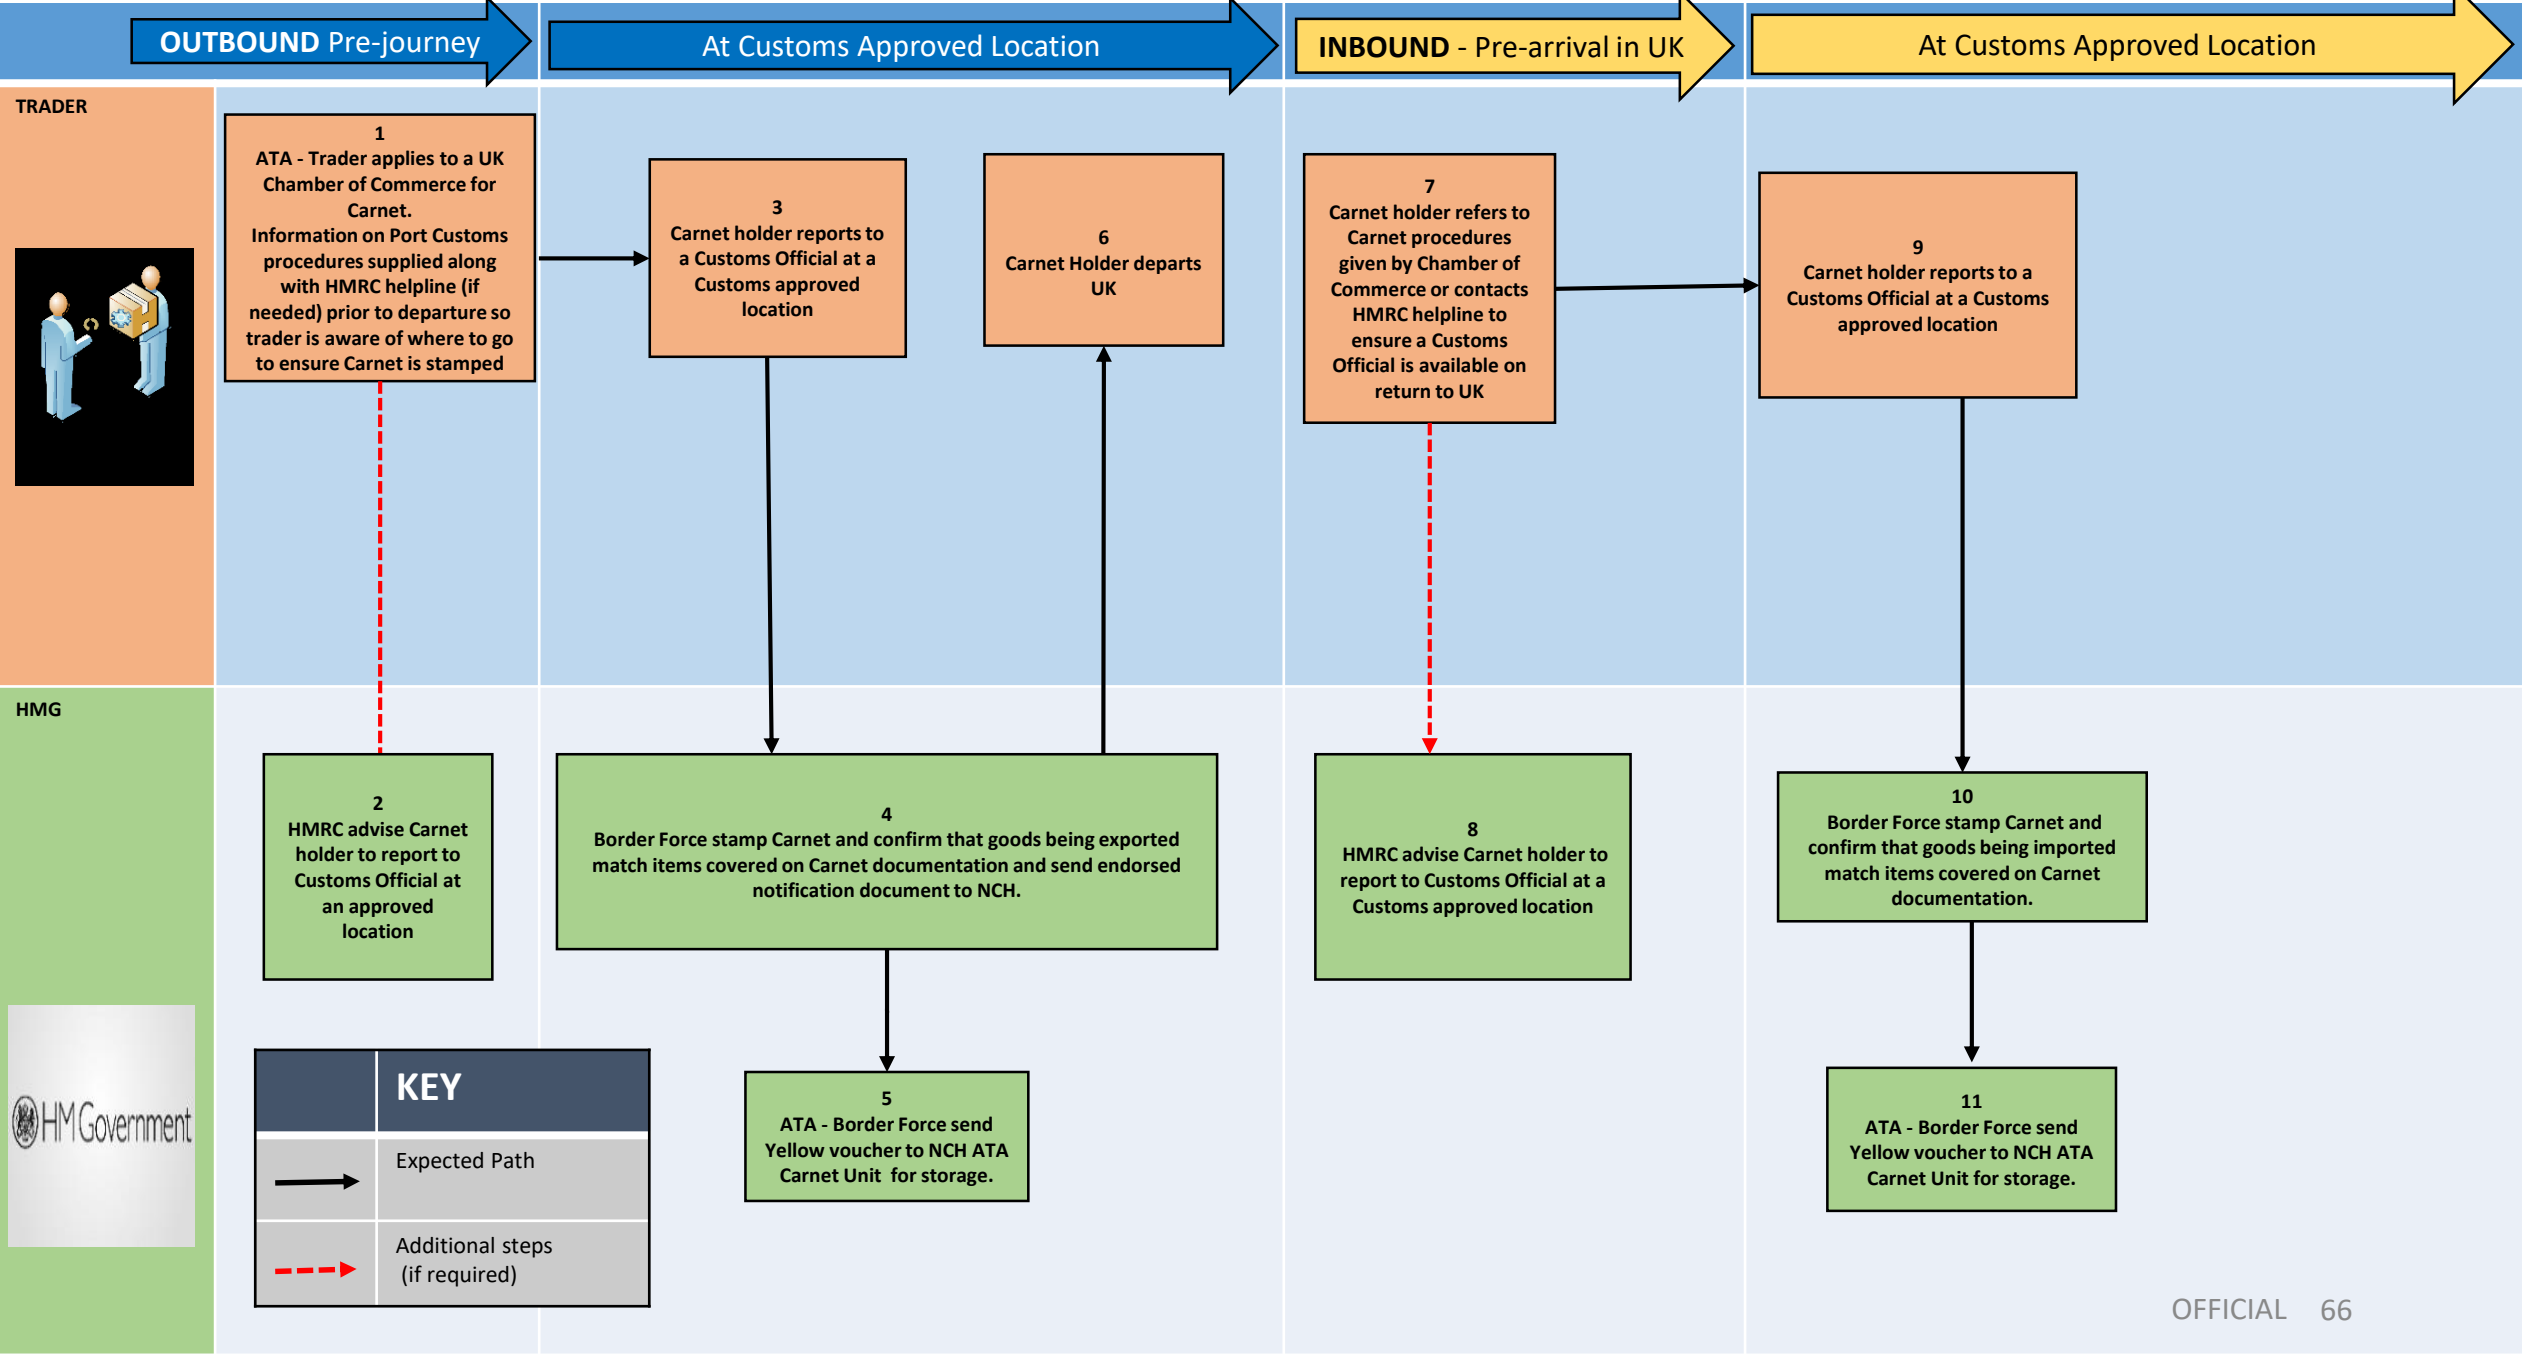 OUTBOUND Pre-journey
At Customs Approved Location
INBOUND - Pre-arrival in UK
At Customs Approved Location
TRADER
1
ATA - Trader applies to a UK
Chamber of Commerce for
Carnet.
Information on Port Customs
procedures supplied along
with HMRC helpline (if
needed) prior to departure so
trader is aware of where to go
to ensure Carnet is stamped
3
Carnet holder reports to
a Customs Official at a
Customs approved
location
6
Carnet Holder departs
UK
7
Carnet holder refers to
Carnet procedures
given by Chamber of
Commerce or contacts
HMRC helpline to
ensure a Customs
Official is available on
return to UK
9
Carnet holder reports to a
Customs Official at a Customs
approved location
HMG
2
HMRC advise Carnet
holder to report to
Customs Official at
an approved
location
4
Border Force stamp Carnet and confirm that goods being exported
match items covered on Carnet documentation and send endorsed
notification document to NCH.
8
HMRC advise Carnet holder to
report to Customs Official at a
Customs approved location
10
Border Force stamp Carnet and
confirm that goods being imported
match items covered on Carnet
documentation.
5
ATA - Border Force send
Yellow voucher to NCH ATA
Carnet Unit for storage.
11
ATA - Border Force send
Yellow voucher to NCH ATA
Carnet Unit for storage.
HM Government
KEY
Expected Path
Additional steps
(if required)
OFFICIAL 66